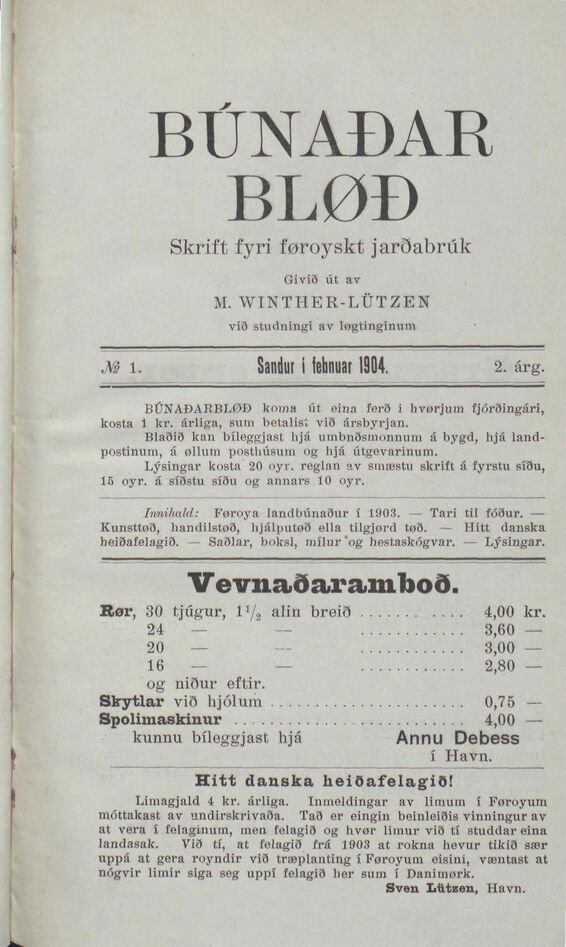 BÚNAÐAR
BLØÐ
Skrift fyri føroyskt jarðabrúk
Givið út av
M. WINTHER-LÜTZEN
við studningi av løgtinginum
№ 1. Sandur í februar 1904. 2. árg.
BÚNAÐARBLØÐ koma út eina ferð i hvørjum fjórðingári,
kosta 1 kr. árliga, sum betalist við ársbyrjan.
Blaðið kan bíleggjast hjá umbnðsmonnum á bygd, hjá land-
postinum, á øllum posthúsum og hjá útgevarinum.
Lýsingar kosta 20 oyr. reglan av smæstu skrift á fyrstu síðu,
15 oyr. á síðstu síðu og annars 10 oyr.
Innihald: Føroya landbúnaður í 1903. — Tari til fóður. —
Kunsttøð, handilstøð, hjálputøð ella tilgjørd tøð. — Hitt danska
heiðafelagið. — Saðlar, boksl, mílur og hestaskógvar. — Lýsingar.
Vevnaðaramboð.
Rør, 30 tjúgur, 1 1/2 alin breið ........... 4,00 kr.
24 — — ............ 3,60 —
20 — — ............ 3,00 —
16 — — ............ 2,80 —
og niður eftir.
Skytlar við hjólum ...................... 0,75 —
Spolimaskinur .......................... 4,00 —
kunnu bíleggjast hjá Annu Debess
í Havn.
Hitt danska heiðafelagið!
Limagjald 4 kr. árliga. Inmeldingar av limum í Føroyum
móttakast av undirskrivaða. Tað er eingin beinleiðis vinningur av
at vera í felaginum, men felagið og hvør limur við tí studdar eina
landasak. Við tí, at felagið frá 1903 at rokna hevur tikið sær
uppá at gera royndir við træplanting í Føroyum eisini, væntast at
nógvir limir siga seg uppí felagið her sum í Danimørk.
Sven Lützen, Havn.